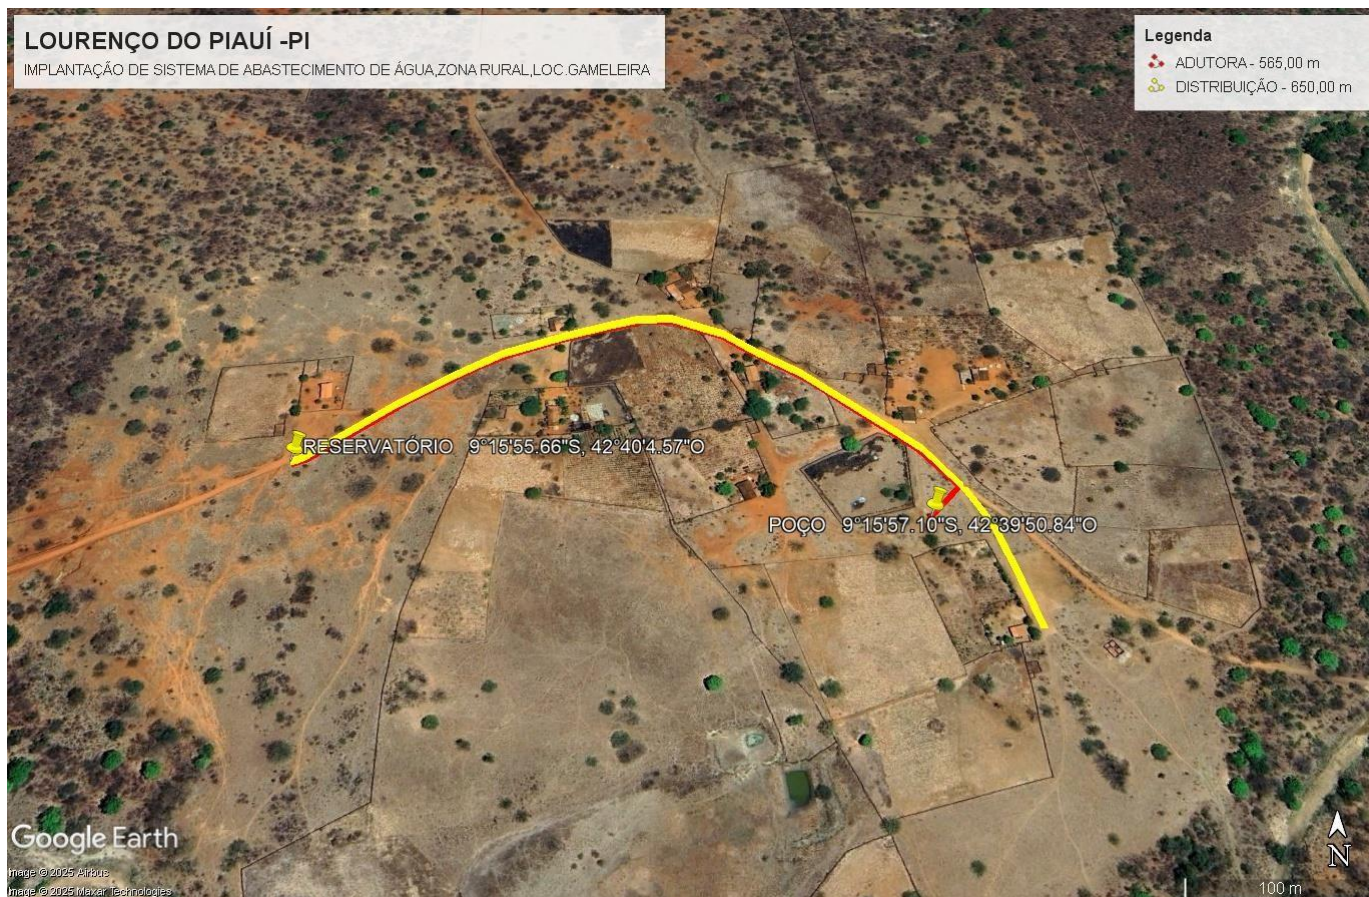 LOURENÇO DO PIAUÍ -PI
IMPLANTAÇÃO DE SISTEMA DE ABASTECIMENTO DE ÁGUA,ZONA RURAL,LOC.GAMELEIRA
Legenda
ADUTORA - 565,00 m
DISTRIBUIÇÃO - 650,00 m
RESERVATÓRIO 9°15'55.66"S, 42°40'4.57"O
POÇO 9°15'57.10"S, 42°39'50.84"O
Google Earth
Image © 2025 Airbus
Image © 2025 Maxar Technologies
N
100 m